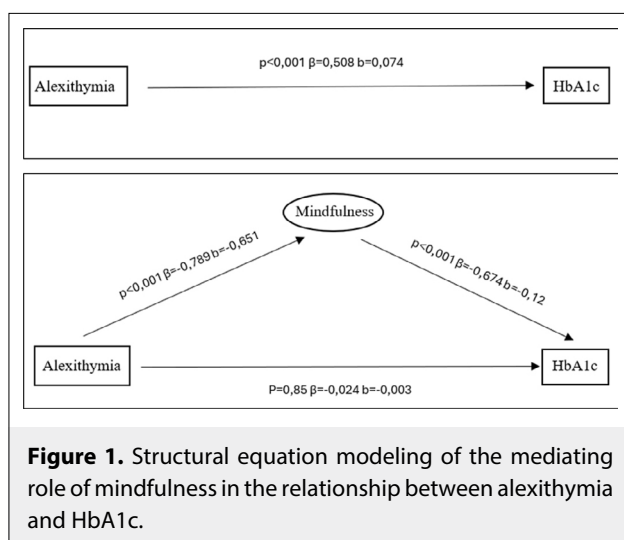 p<0,001 β=0,508 b=0,074
Alexithymia
HbA1c
Mindfulness
p<0,001 β=-0,789 b=-0,651
p<0,001 β=-0,674 b=-0,12
Alexithymia
HbA1c
P=0,85 β=-0,024 b=-0,003
Figure 1. Structural equation modeling of the mediating
role of mindfulness in the relationship between alexithymia
and HbA1c.